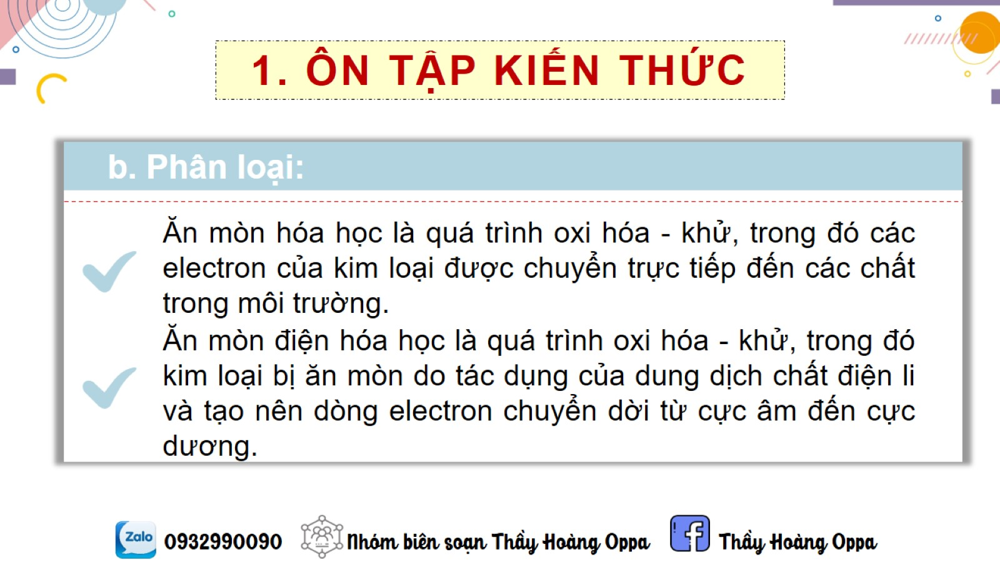 1. ÔN TẬP KIẾN THỨC
b. Phân loại:
Ăn mòn hóa học là quá trình oxi hóa - khử, trong đó các
electron của kim loại được chuyển trực tiếp đến các chất
trong môi trường.
Ăn mòn điện hóa học là quá trình oxi hóa - khử, trong đó
kim loại bị ăn mòn do tác dụng của dung dịch chất điện li
và tạo nên dòng electron chuyển dời từ cực âm đến cực
dương.
Zalo 0932990090 Nhóm biên soạn Thầy Hoàng Oppa f Thầy Hoàng Oppa